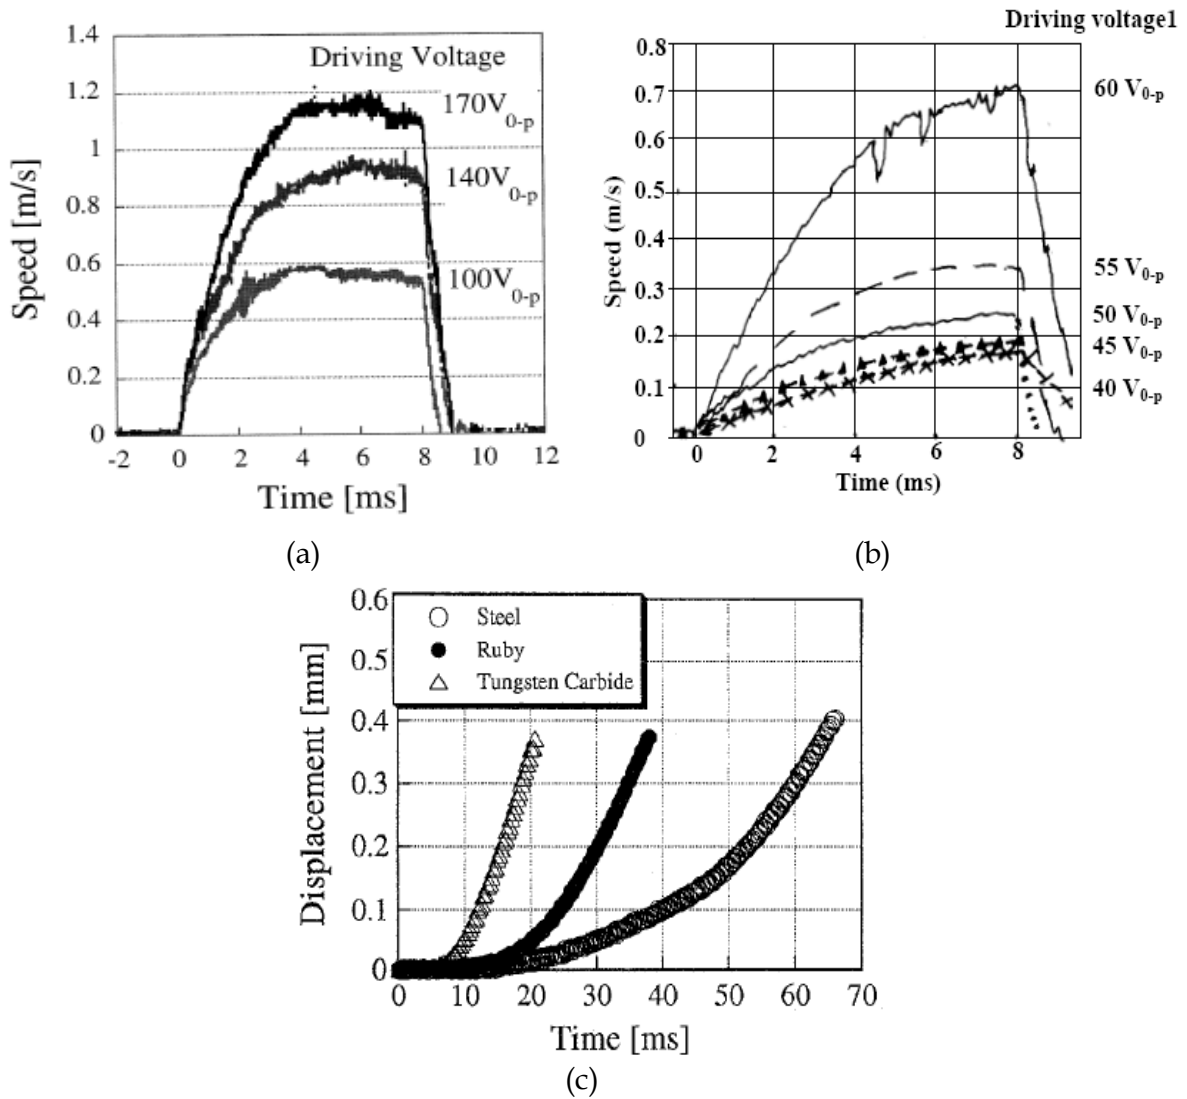 1.4
Driving Voltage
1.2
170V0-p
1
0.8
140V0-p
0.6
100V0-p
0.4
0.2
0
Speed [m/s]
-2 0 2 4 6 8 10 12
Time [ms]
(a)
Driving voltage1
0.8
0.7
60 V0-p
0.6
0.5
0.4
0.3
55 V0-p
50 V0-p
0.2
45 V0-p
0.1
40 V0-p
0
Speed (m/s)
0 2 4 6 8
Time (ms)
(b)
0.6
Steel
Ruby
0.5
Tungsten Carbide
0.4
0.3
0.2
0.1
0
Displacement [mm]
0 10 20 30 40 50 60 70
Time [ms]
(c)